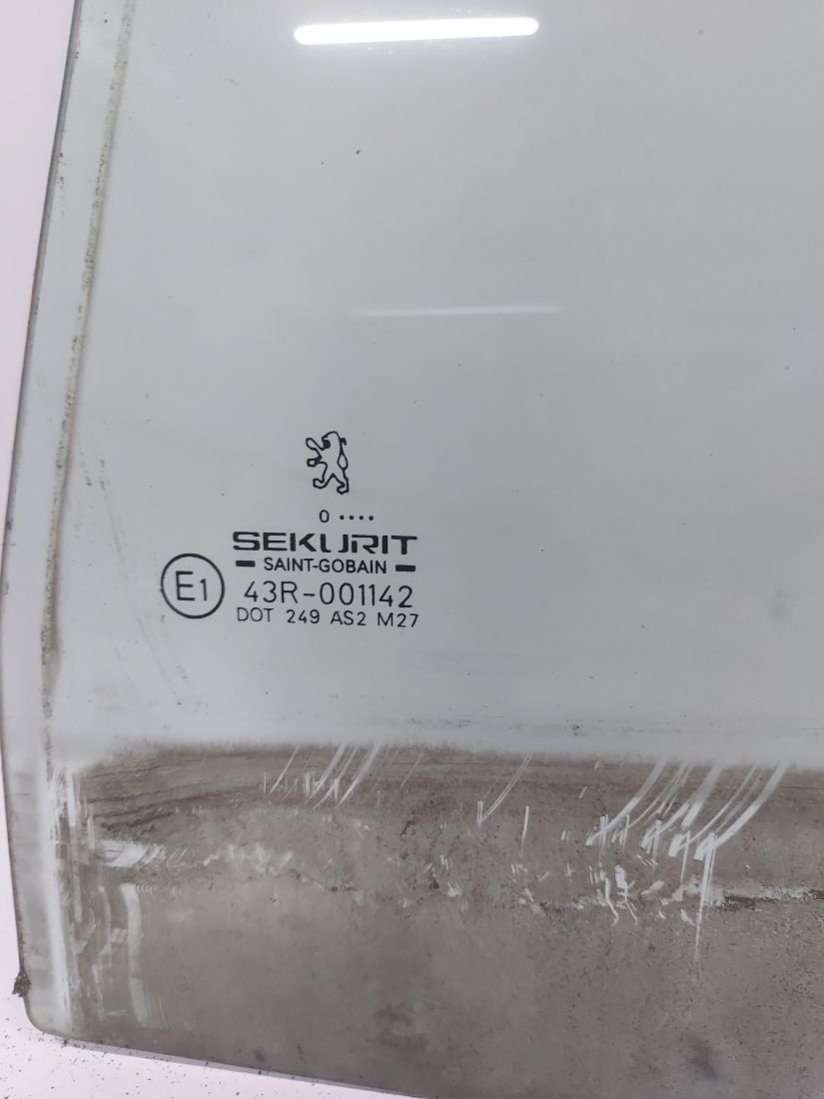 0 ••••
SEKURIT
SAINT-GOBAIN
E1
43R-001142
DOT 249 AS2 M27